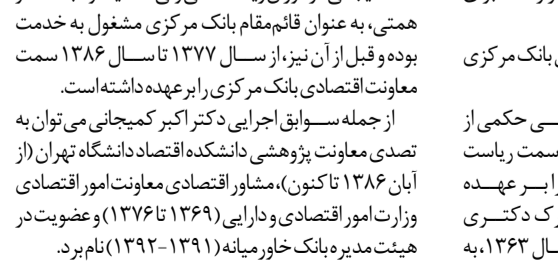 همتی، به عنوان قائم‌مقام بانک مرکزی مشغول به خدمت
بوده و قبل از آن نیز، از سال ۱۳۷۷ تا سال ۱۳۸۶ سمت
معاونت اقتصادی بانک مرکزی را بر عهده داشته است.
از جمله سوابق اجرایی دکتر اکبر کمیجانی می‌توان به
تصدی معاونت پژوهشی دانشکده اقتصاد دانشگاه تهران (از
آبان ۱۳۸۶ تاکنون)، مشاور اقتصادی معاونت امور اقتصادی
وزارت امور اقتصادی و دارایی (۱۳۶۹ تا ۱۳۷۶) و عضویت در
هیئت مدیره بانک خاورمیانه (۱۳۹۱-۱۳۹۲) نام برد.
بانک مرکزی
حکمی از
سمت ریاست
را بر عهده
دکتری
سال ۱۳۶۳، به